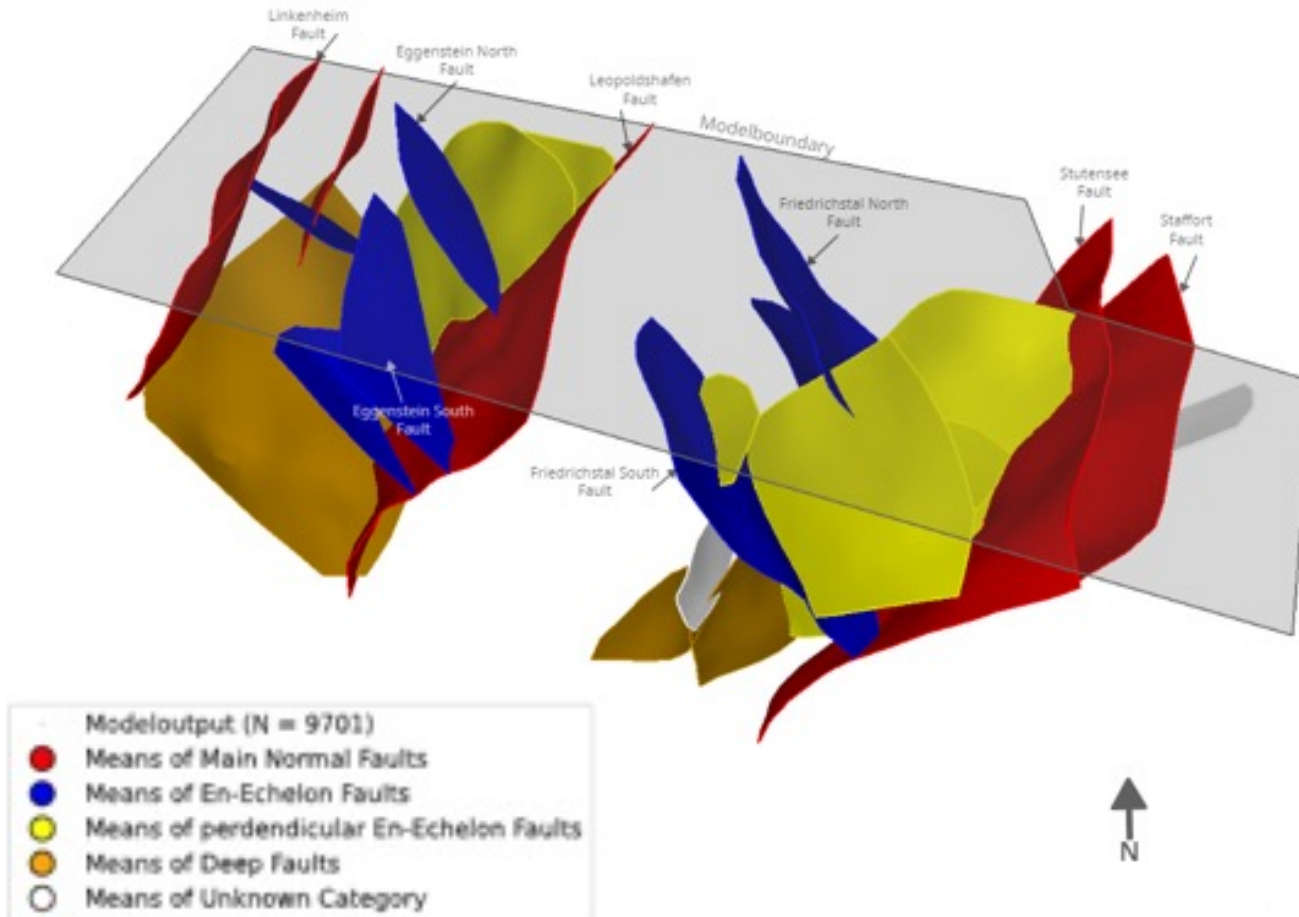 Linkenheim
Fault
Eggenstein North
Fault
Leopoldshafen
Fault
Modelboundary
Stutensee
Fault
Friedrichstal North
Fault
Staffort
Fault
Eggenstein South
Fault
Friedrichstal South
Fault
Modeloutput (N = 9701)
Means of Main Normal Faults
Means of En-Echelon Faults
Means of perdendicular En-Echelon Faults
Means of Deep Faults
Means of Unknown Category
N